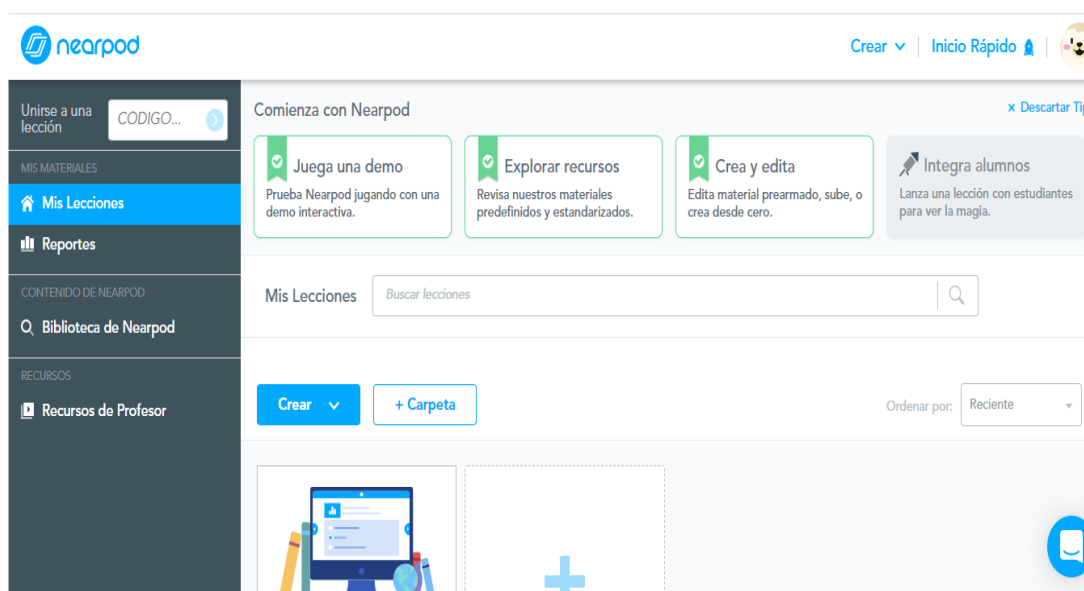 nearpod
Crear
Inicio Rápido
Unirse a una
lección
CODIGO...
MIS MATERIALES
Mis Lecciones
Reportes
CONTENIDO DE NEARPOD
Biblioteca de Nearpod
RECURSOS
Recursos de Profesor
Comienza con Nearpod
× Descartar
Juega una demo
Prueba Nearpod jugando con una
demo interactiva.
Explorar recursos
Revisa nuestros materiales
predefinidos y estandarizados.
Crea y edita
Edita material prearmado, sube, o
crea desde cero.
Integra alumnos
Lanza una lección con estudiantes
para ver la magia.
Mis Lecciones
Buscar lecciones
Crear
+ Carpeta
Ordenar por:
Reciente